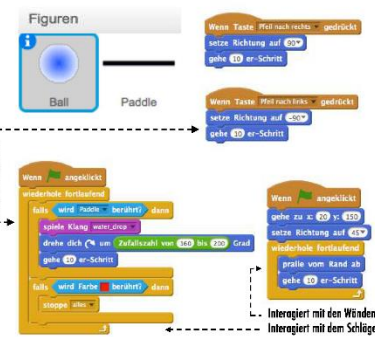 Figuren
Ball
Paddle
Wenn Taste Pfeil nach rechts gedrückt
setze Richtung auf 90
gehe 10 er-Schritt
Wenn Taste Pfeil nach links gedrückt
setze Richtung auf -90
gehe 10 er-Schritt
Wenn angeklickt
wiederhole fortlaufend
falls wird Paddle berührt? dann
spiele Klang water_drop
drehe dich um Zufallszahl von 160 bis 200 Grad
gehe 10 er-Schritt
falls wird Farbe berührt? dann
stoppe alles
Wenn angeklickt
gehe zu x: 20 y: 150
setze Richtung auf 45
wiederhole fortlaufend
pralle vom Rand ab
gehe 10 er-Schritt
Interagiert mit den Wänden
Interagiert mit dem Schläge